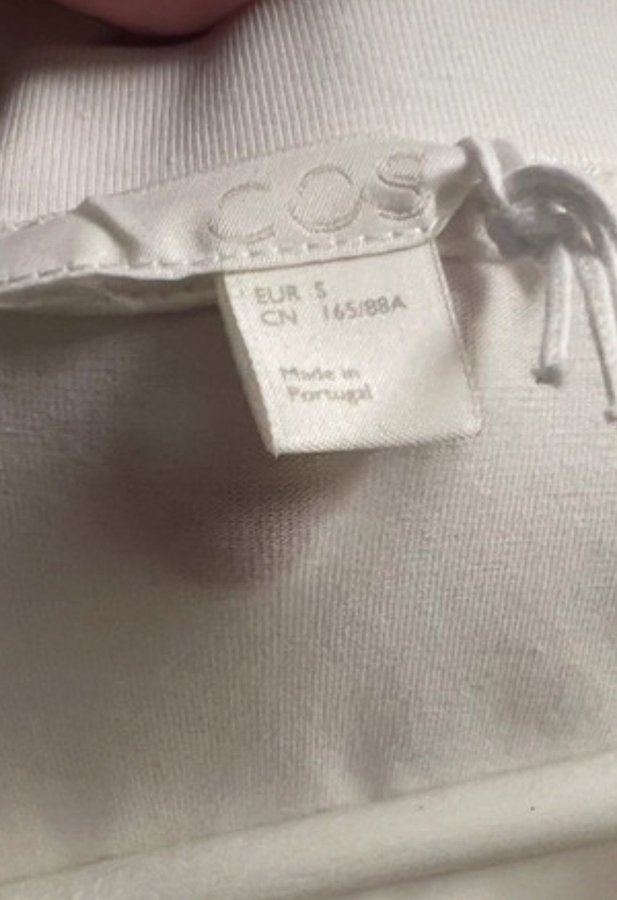 COS
EUR S
CN 165/88A
Made in
Portugal